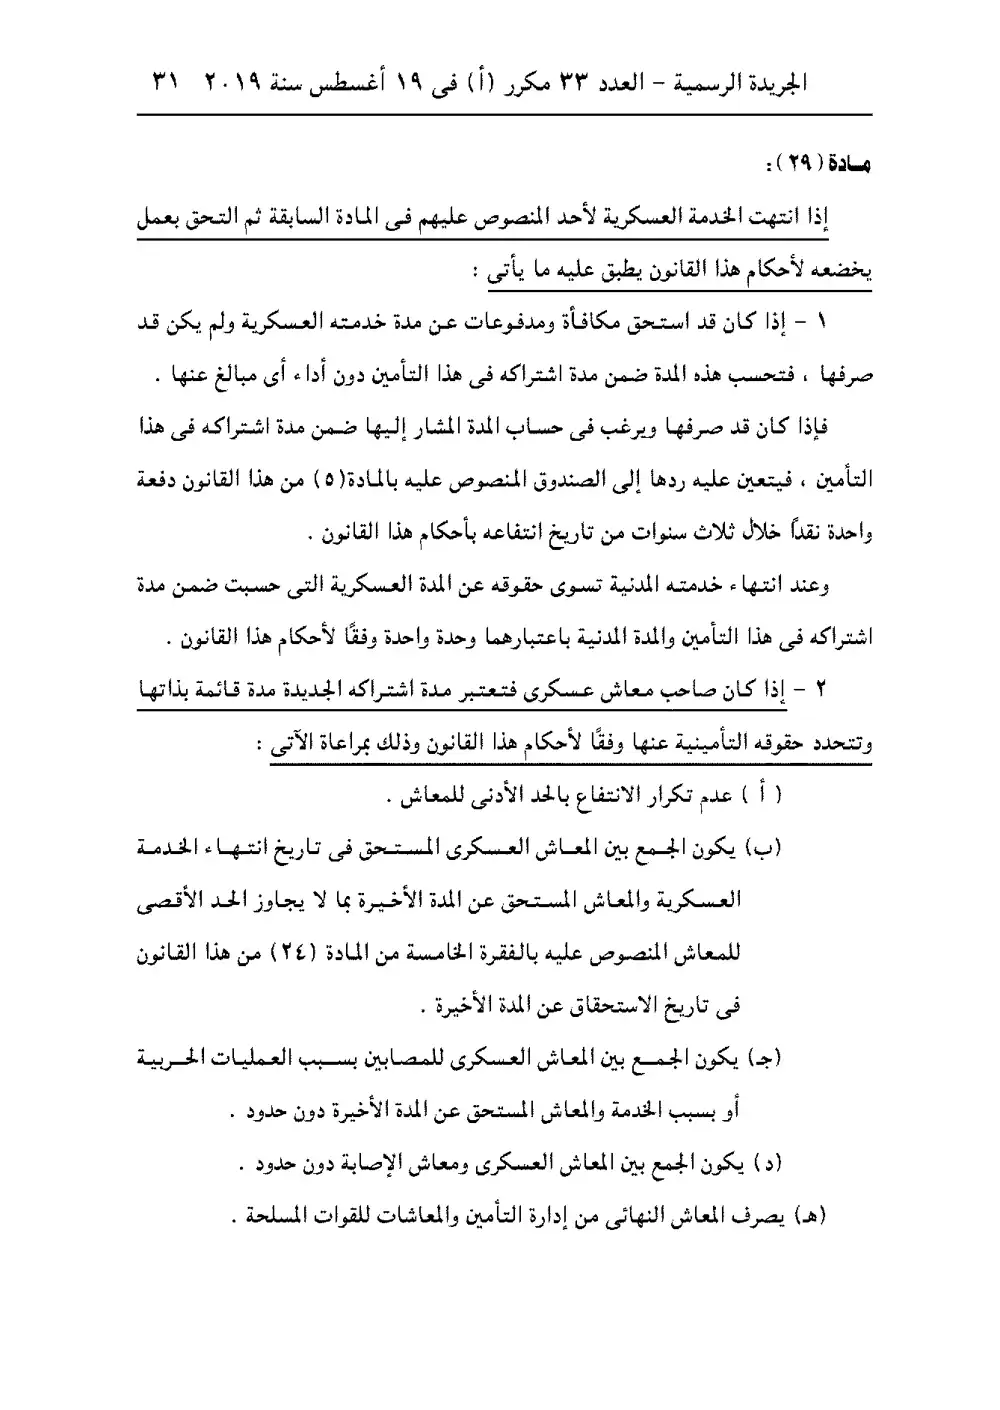 الجريدة الرسمية – العدد ٣٣ مكرر (أ) فى ١٩ أغسطس سنة ٢٠١٩ ٣١
مـادة (٢٩) :
إذا انتهت الخدمة العسكرية لأحد المنصوص عليهم فى المادة السابقة ثم التحق بعمل
يخضعه لأحكام هذا القانون يطبق عليه ما يأتى :
١ – إذا كان قد استحق مكافأة ومدفوعات عن مدة خدمته العسكرية ولم يكن قد
صرفها ، فتحسب هذه المدة ضمن مدة اشتراكه فى هذا التأمين دون أداء أى مبالغ عنها .
فإذا كان قد صرفها ويرغب فى حساب المدة المشار إليها ضمن مدة اشتراكه فى هذا
التأمين ، فيتعين عليه ردها إلى الصندوق المنصوص عليه بالمادة(٥) من هذا القانون دفعة
واحدة نقداً خلال ثلاث سنوات من تاريخ انتفاعه بأحكام هذا القانون .
وعند انتهاء خدمته المدنية تسوى حقوقه عن المدة العسكرية التى حسبت ضمن مدة
اشتراكه فى هذا التأمين والمدة المدنية باعتبارهما وحدة واحدة وفقًا لأحكام هذا القانون .
٢ – إذا كان صاحب معاش عسكرى فتعتبر مدة اشتراكه الجديدة مدة قائمة بذاتها
وتتحدد حقوقه التأمينية عنها وفقًا لأحكام هذا القانون وذلك بمراعاة الآتى :
( أ ) عدم تكرار الانتفاع بالحد الأدنى للمعاش .
(ب) يكون الجمع بين المعاش العسكرى المستحق فى تاريخ انتهاء الخدمة
العسكرية والمعاش المستحق عن المدة الأخيرة بما لا يجاوز الحد الأقصى
للمعاش المنصوص عليه بالفقرة الخامسة من المادة (٢٤) من هذا القانون
فى تاريخ الاستحقاق عن المدة الأخيرة .
(جـ) يكون الجمع بين المعاش العسكرى للمصابين بسبب العمليات الحربية
أو بسبب الخدمة والمعاش المستحق عن المدة الأخيرة دون حدود .
(د) يكون الجمع بين المعاش العسكرى ومعاش الإصابة دون حدود .
(هـ) يصرف المعاش النهائى من إدارة التأمين والمعاشات للقوات المسلحة .